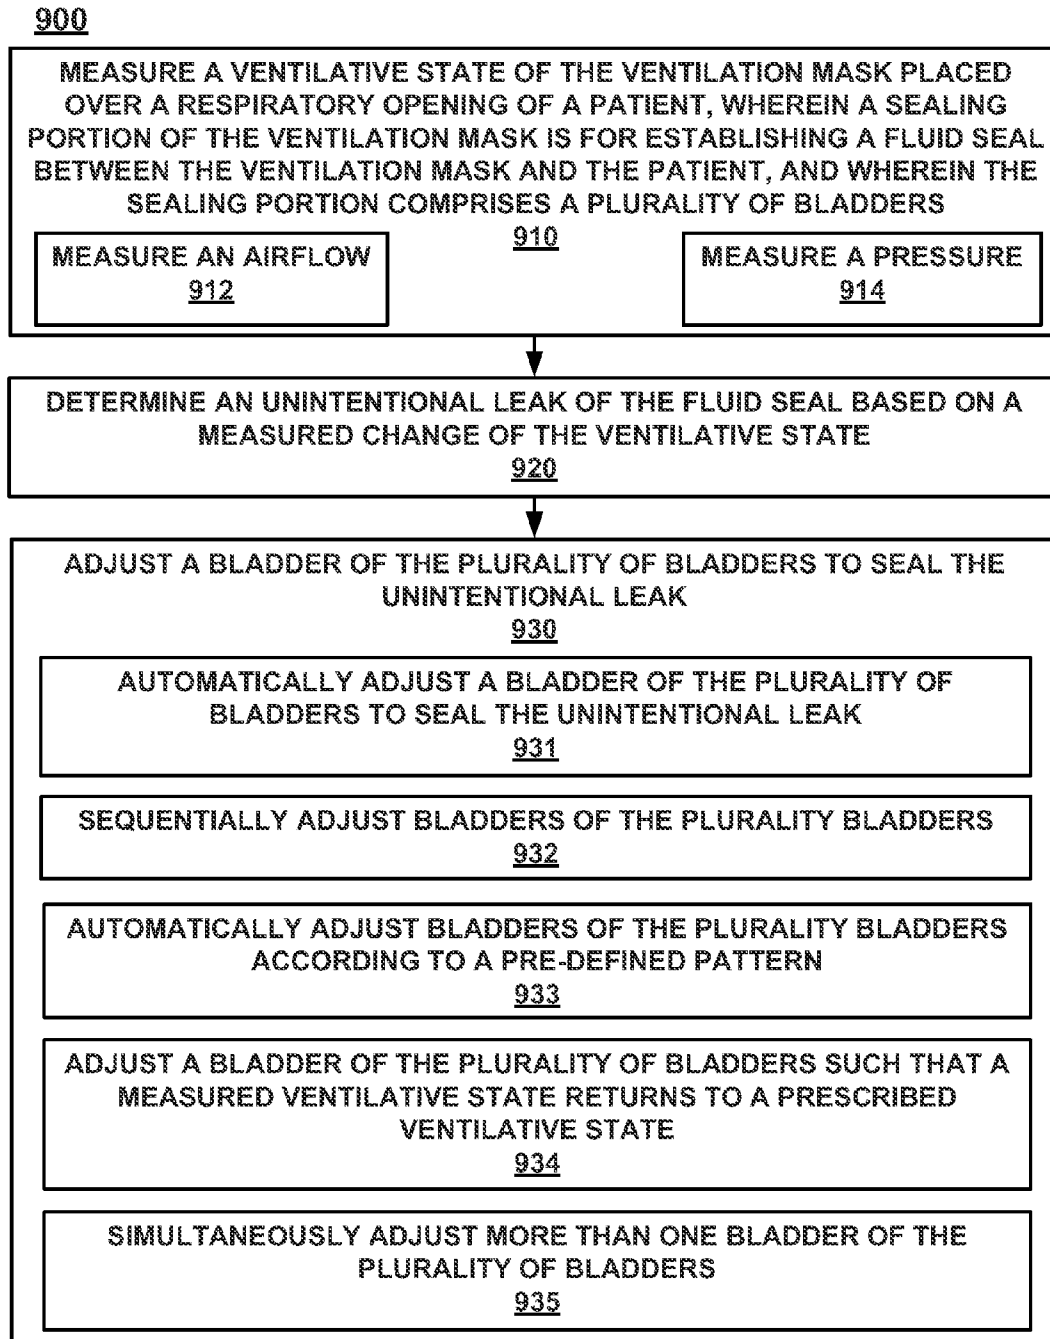 900
MEASURE A VENTILATIVE STATE OF THE VENTILATION MASK PLACED
OVER A RESPIRATORY OPENING OF A PATIENT, WHEREIN A SEALING
PORTION OF THE VENTILATION MASK IS FOR ESTABLISHING A FLUID SEAL
BETWEEN THE VENTILATION MASK AND THE PATIENT, AND WHEREIN THE
SEALING PORTION COMPRISES A PLURALITY OF BLADDERS
910
MEASURE AN AIRFLOW
912
MEASURE A PRESSURE
914
DETERMINE AN UNINTENTIONAL LEAK OF THE FLUID SEAL BASED ON A
MEASURED CHANGE OF THE VENTILATIVE STATE
920
ADJUST A BLADDER OF THE PLURALITY OF BLADDERS TO SEAL THE
UNINTENTIONAL LEAK
930
AUTOMATICALLY ADJUST A BLADDER OF THE PLURALITY OF
BLADDERS TO SEAL THE UNINTENTIONAL LEAK
931
SEQUENTIALLY ADJUST BLADDERS OF THE PLURALITY BLADDERS
932
AUTOMATICALLY ADJUST BLADDERS OF THE PLURALITY BLADDERS
ACCORDING TO A PRE-DEFINED PATTERN
933
ADJUST A BLADDER OF THE PLURALITY OF BLADDERS SUCH THAT A
MEASURED VENTILATIVE STATE RETURNS TO A PRESCRIBED
VENTILATIVE STATE
934
SIMULTANEOUSLY ADJUST MORE THAN ONE BLADDER OF THE
PLURALITY OF BLADDERS
935